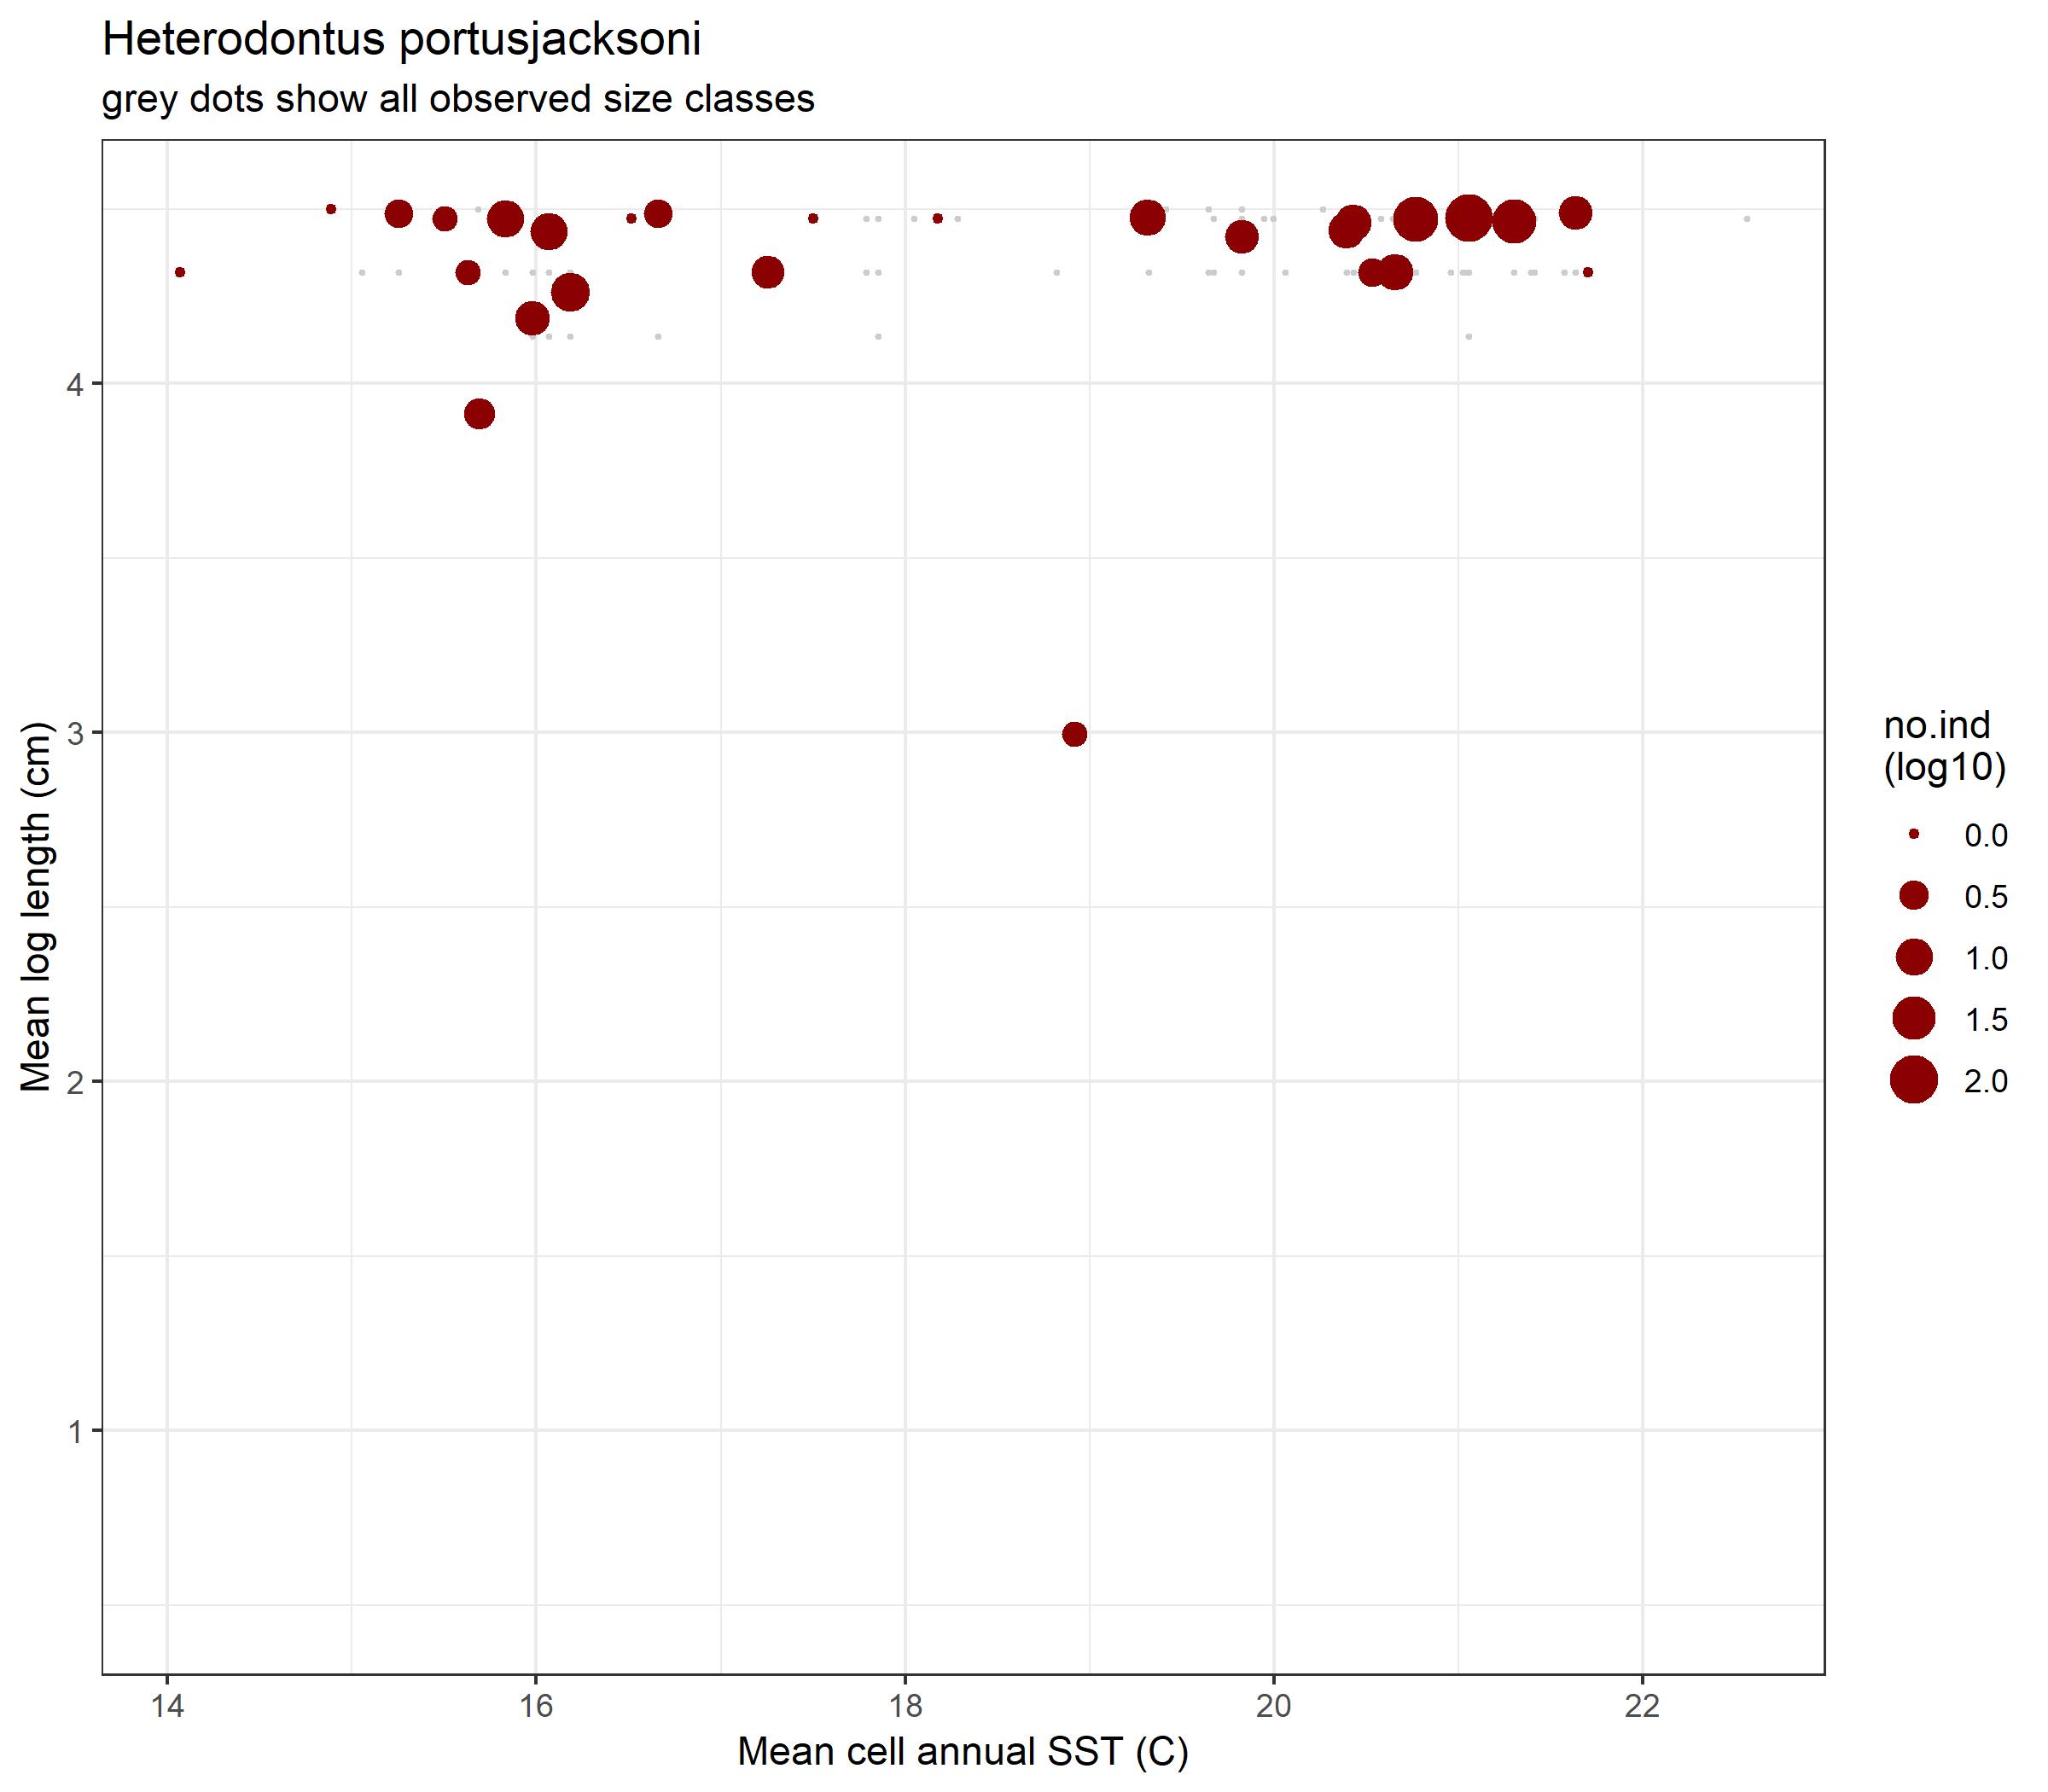 Heterodontus portusjacksoni
grey dots show all observed size classes
Mean log length (cm)
4
3
2
1
14
16
18
20
22
Mean cell annual SST (C)
no.ind
(log10)
0.0
0.5
1.0
1.5
2.0